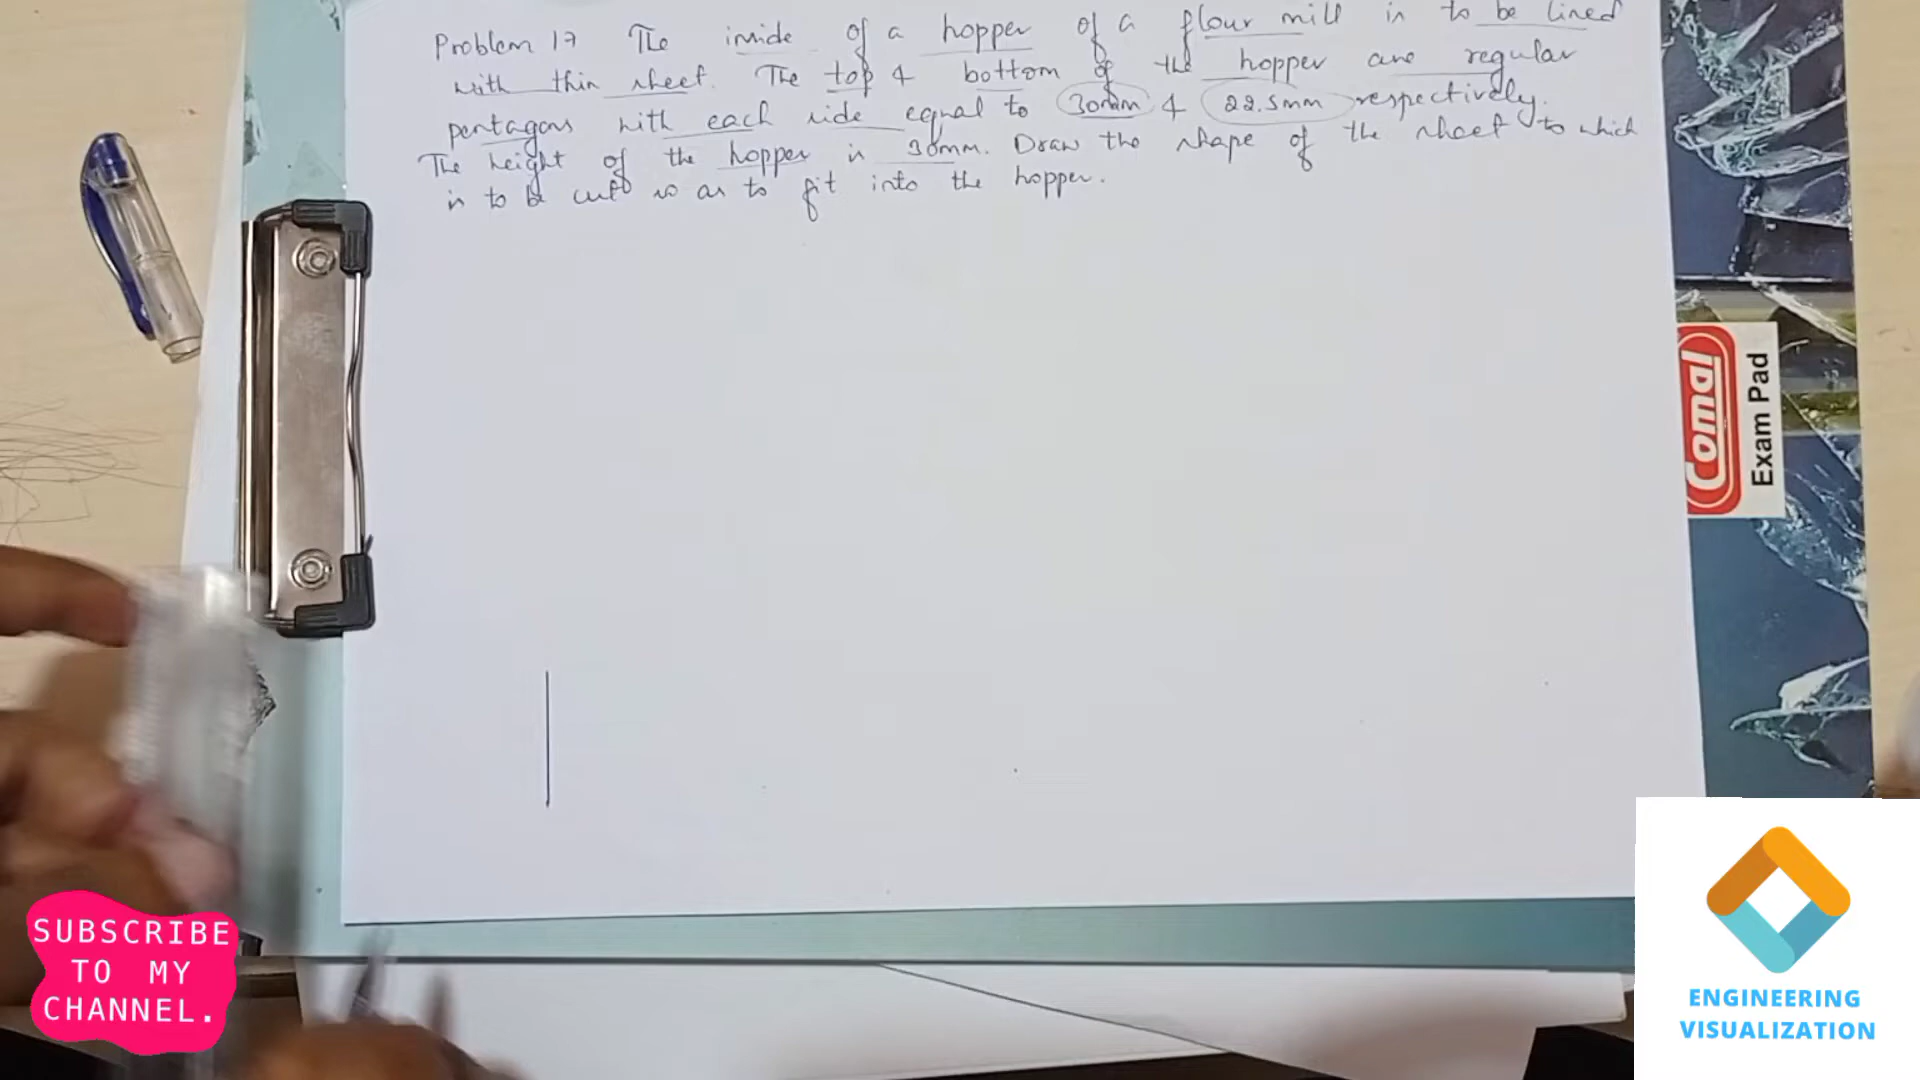 Problem 17 The inside of a hopper of a flour mill is to be lined
with thin sheet. The top & bottom of the hopper are regular
pentagons with each side equal to 30mm & 22.5mm respectively.
The height of the hopper is 30mm. Draw the shape of the sheet to which
is to be cut so as to fit into the hopper.
Comal
Exam Pad
SUBSCRIBE
TO MY
CHANNEL.
ENGINEERING
VISUALIZATION